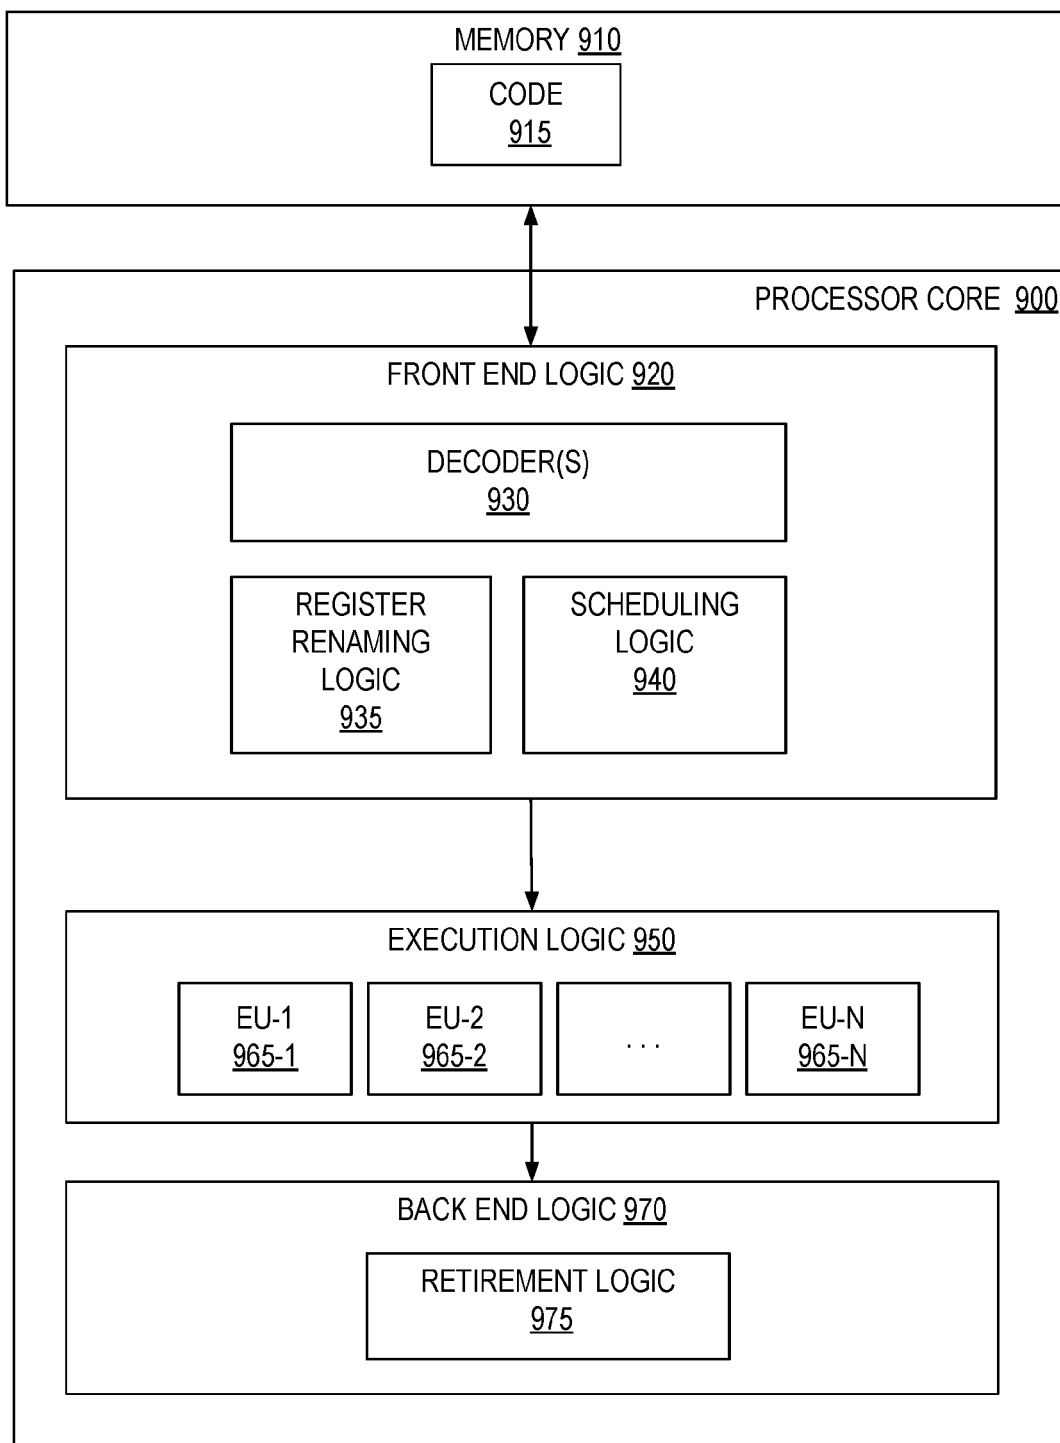 MEMORY 910
CODE
915
PROCESSOR CORE 900
FRONT END LOGIC 920
DECODER(S)
930
REGISTER
RENAMING
LOGIC
935
SCHEDULING
LOGIC
940
EXECUTION LOGIC 950
EU-1
965-1
EU-2
965-2
. . .
EU-N
965-N
BACK END LOGIC 970
RETIREMENT LOGIC
975